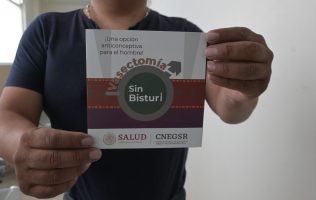 ¡Una opción
anticonceptiva
para el hombre!
Vasectomía
Sin
Bisturí
SALUD
CNEGSR